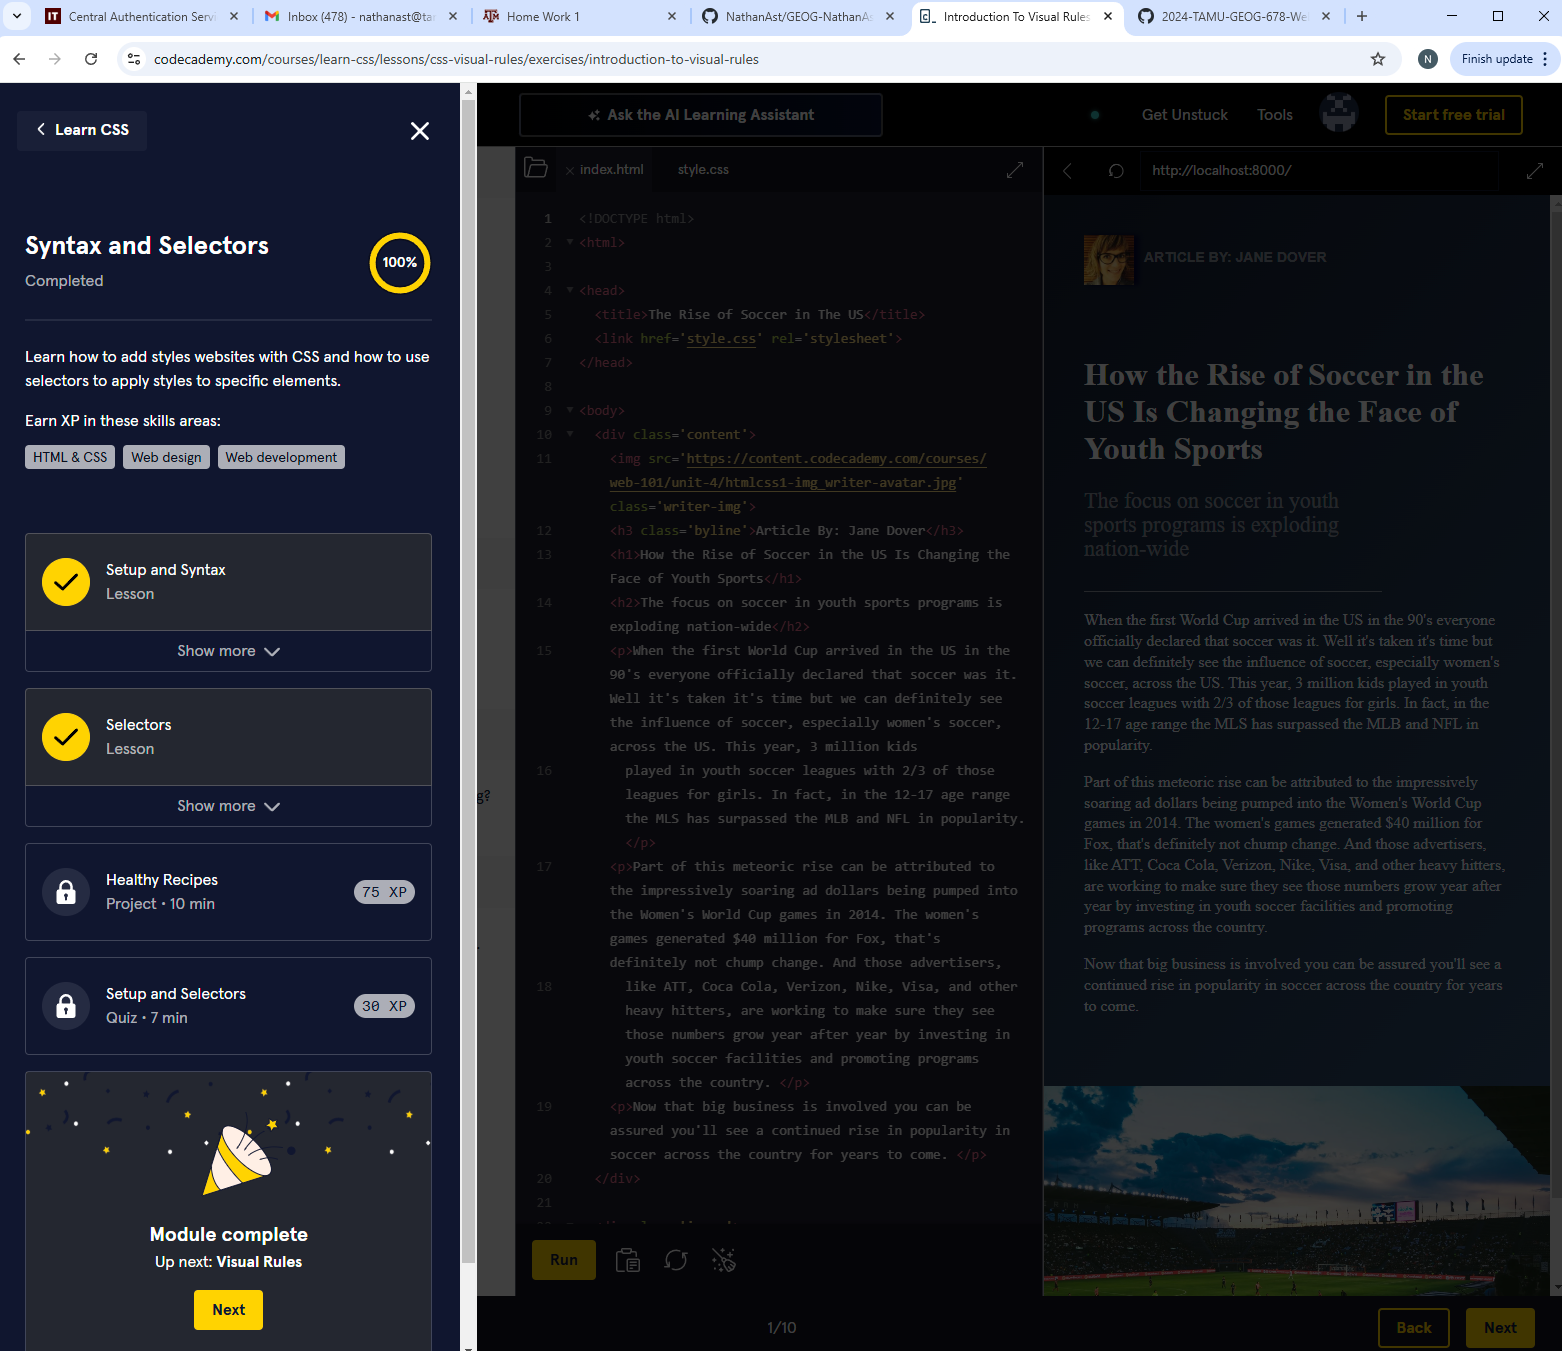 Central Authentication Servi
Inbox (478) - nathanast@ta
Home Work 1
NathanAst/GEOG-NathanAs
Introduction To Visual Rules
2024-TAMU-GEOG-678-We
codecademy.com/courses/learn-css/lessons/css-visual-rules/exercises/introduction-to-visual-rules
N
Finish update
Learn CSS
Syntax and Selectors
100%
Completed
Learn how to add styles websites with CSS and how to use
selectors to apply styles to specific elements.
Earn XP in these skills areas:
HTML & CSS
Web design
Web development
Setup and Syntax
Lesson
Show more
Selectors
Lesson
Show more
Healthy Recipes
Project • 10 min
75 XP
Setup and Selectors
Quiz • 7 min
30 XP
Module complete
Up next: Visual Rules
Next
g?
Ask the AI Learning Assistant
Get Unstuck
Tools
Start free trial
index.html
style.css
1 <!DOCTYPE html>
2 <html>
3
4 <head>
5 <title>The Rise of Soccer in The US</title>
6 <link href='style.css' rel='stylesheet'>
7 </head>
8
9 <body>
10 <div class='content'>
11 <img src='https://content.codecademy.com/courses/
web-101/unit-4/htmlcss1-img_writer-avatar.jpg'
class='writer-img'>
12 <h3 class='byline'>Article By: Jane Dover</h3>
13 <h1>How the Rise of Soccer in the US Is Changing the
Face of Youth Sports</h1>
14 <h2>The focus on soccer in youth sports programs is
exploding nation-wide</h2>
15 <p>When the first World Cup arrived in the US in the
90's everyone officially declared that soccer was it.
Well it's taken it's time but we can definitely see
the influence of soccer, especially women's soccer,
across the US. This year, 3 million kids
16 played in youth soccer leagues with 2/3 of those
leagues for girls. In fact, in the 12-17 age range
the MLS has surpassed the MLB and NFL in popularity.
</p>
17 <p>Part of this meteoric rise can be attributed to
the impressively soaring ad dollars being pumped into
the Women's World Cup games in 2014. The women's
games generated $40 million for Fox, that's
definitely not chump change. And those advertisers,
18 like ATT, Coca Cola, Verizon, Nike, Visa, and other
heavy hitters, are working to make sure they see
those numbers grow year after year by investing in
youth soccer facilities and promoting programs
across the country. </p>
19 <p>Now that big business is involved you can be
assured you'll see a continued rise in popularity in
soccer across the country for years to come. </p>
20 </div>
21
Run
http://localhost:8000/
ARTICLE BY: JANE DOVER
How the Rise of Soccer in the
US Is Changing the Face of
Youth Sports
The focus on soccer in youth
sports programs is exploding
nation-wide
When the first World Cup arrived in the US in the 90's everyone
officially declared that soccer was it. Well it's taken it's time but
we can definitely see the influence of soccer, especially women's
soccer, across the US. This year, 3 million kids played in youth
soccer leagues with 2/3 of those leagues for girls. In fact, in the
12-17 age range the MLS has surpassed the MLB and NFL in
popularity.
Part of this meteoric rise can be attributed to the impressively
soaring ad dollars being pumped into the Women's World Cup
games in 2014. The women's games generated $40 million for
Fox, that's definitely not chump change. And those advertisers,
like ATT, Coca Cola, Verizon, Nike, Visa, and other heavy hitters,
are working to make sure they see those numbers grow year after
year by investing in youth soccer facilities and promoting
programs across the country.
Now that big business is involved you can be assured you'll see a
continued rise in popularity in soccer across the country for years
to come.
1/10
Back
Next